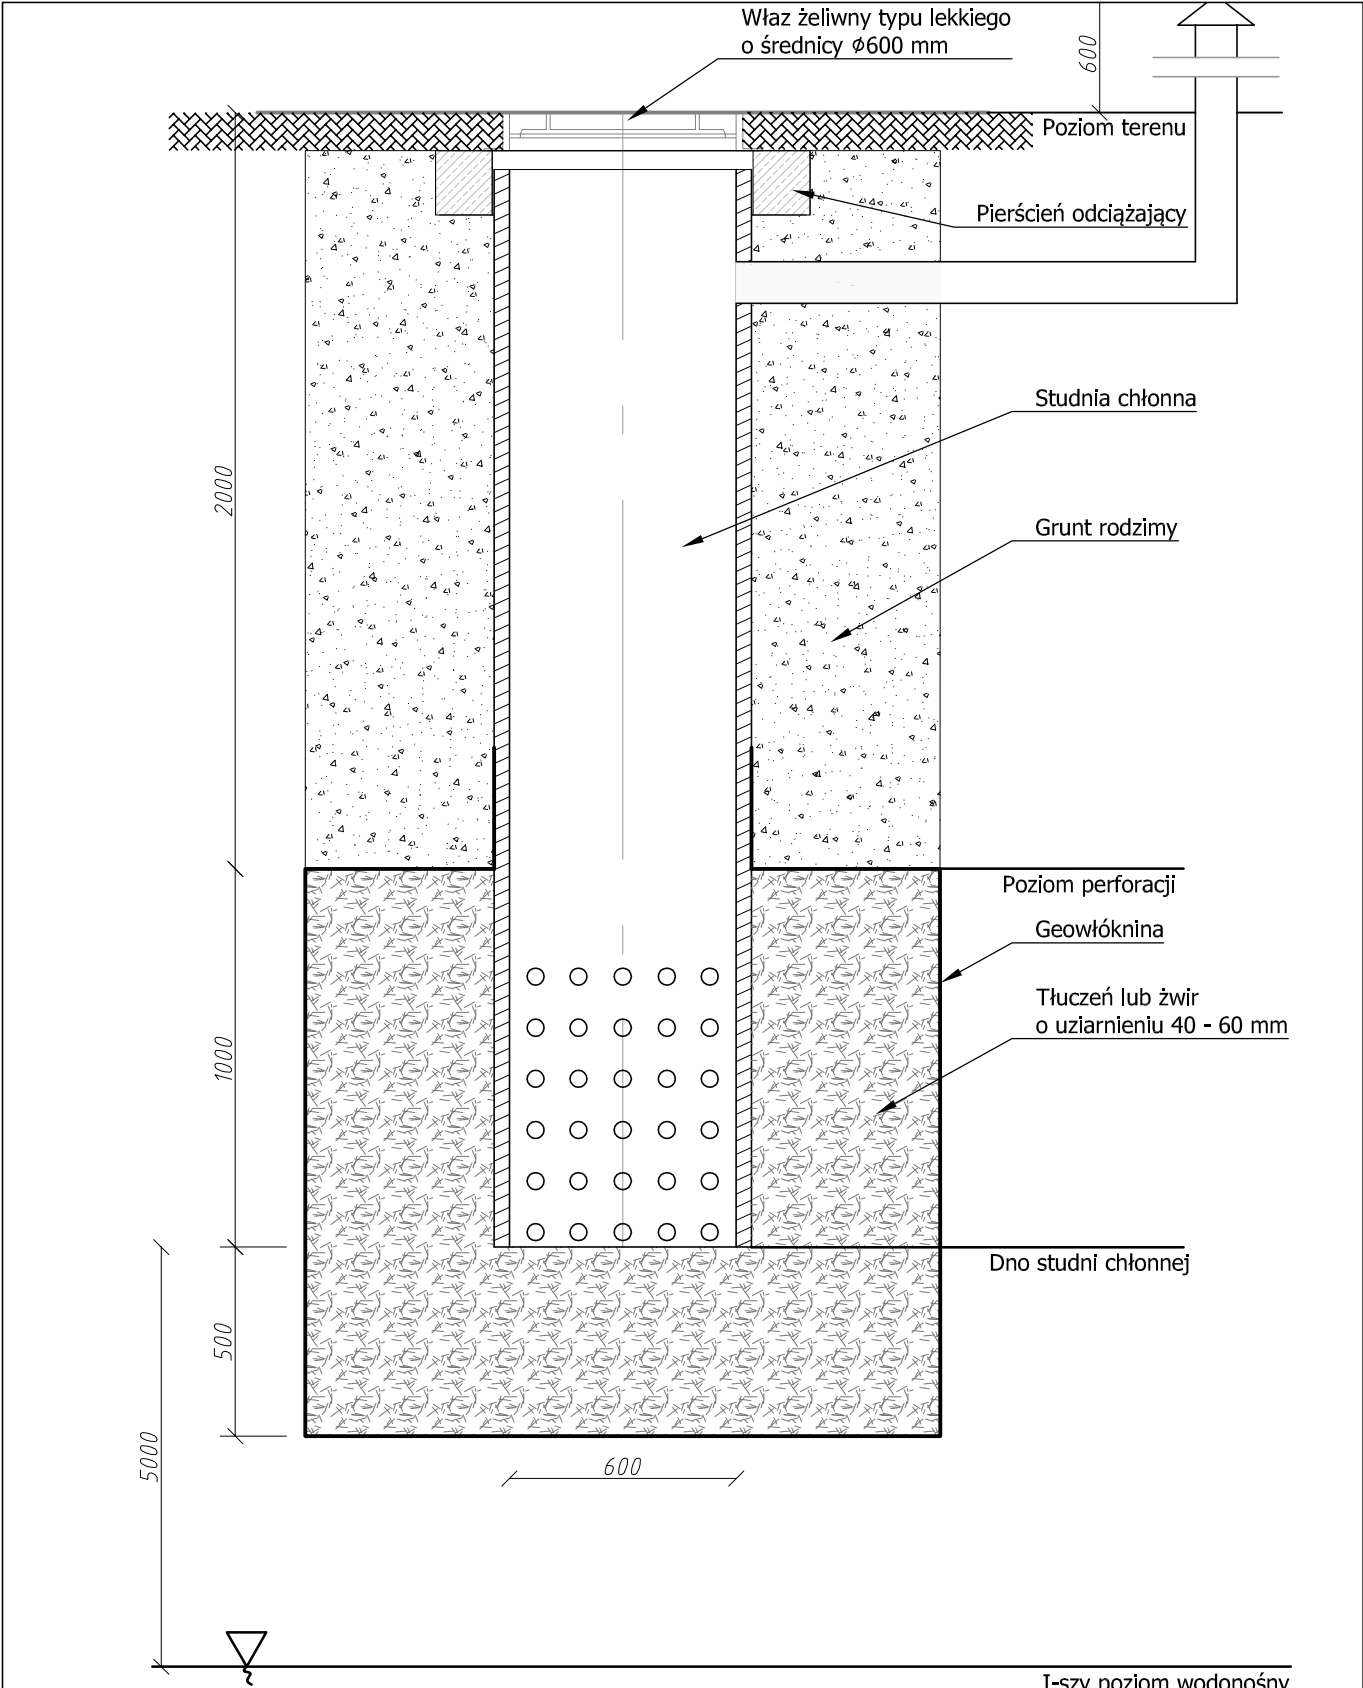 Właz żeliwny typu lekkiego
o średnicy ⌀600 mm
600
Poziom terenu
Pierścień odciążający
Studnia chłonna
2000
Grunt rodzimy
Poziom perforacji
Geowłóknina
Tłuczeń lub żwir
o uziarnieniu 40 - 60 mm
1000
Dno studni chłonnej
500
5000
600
I-szy poziom wodonośny